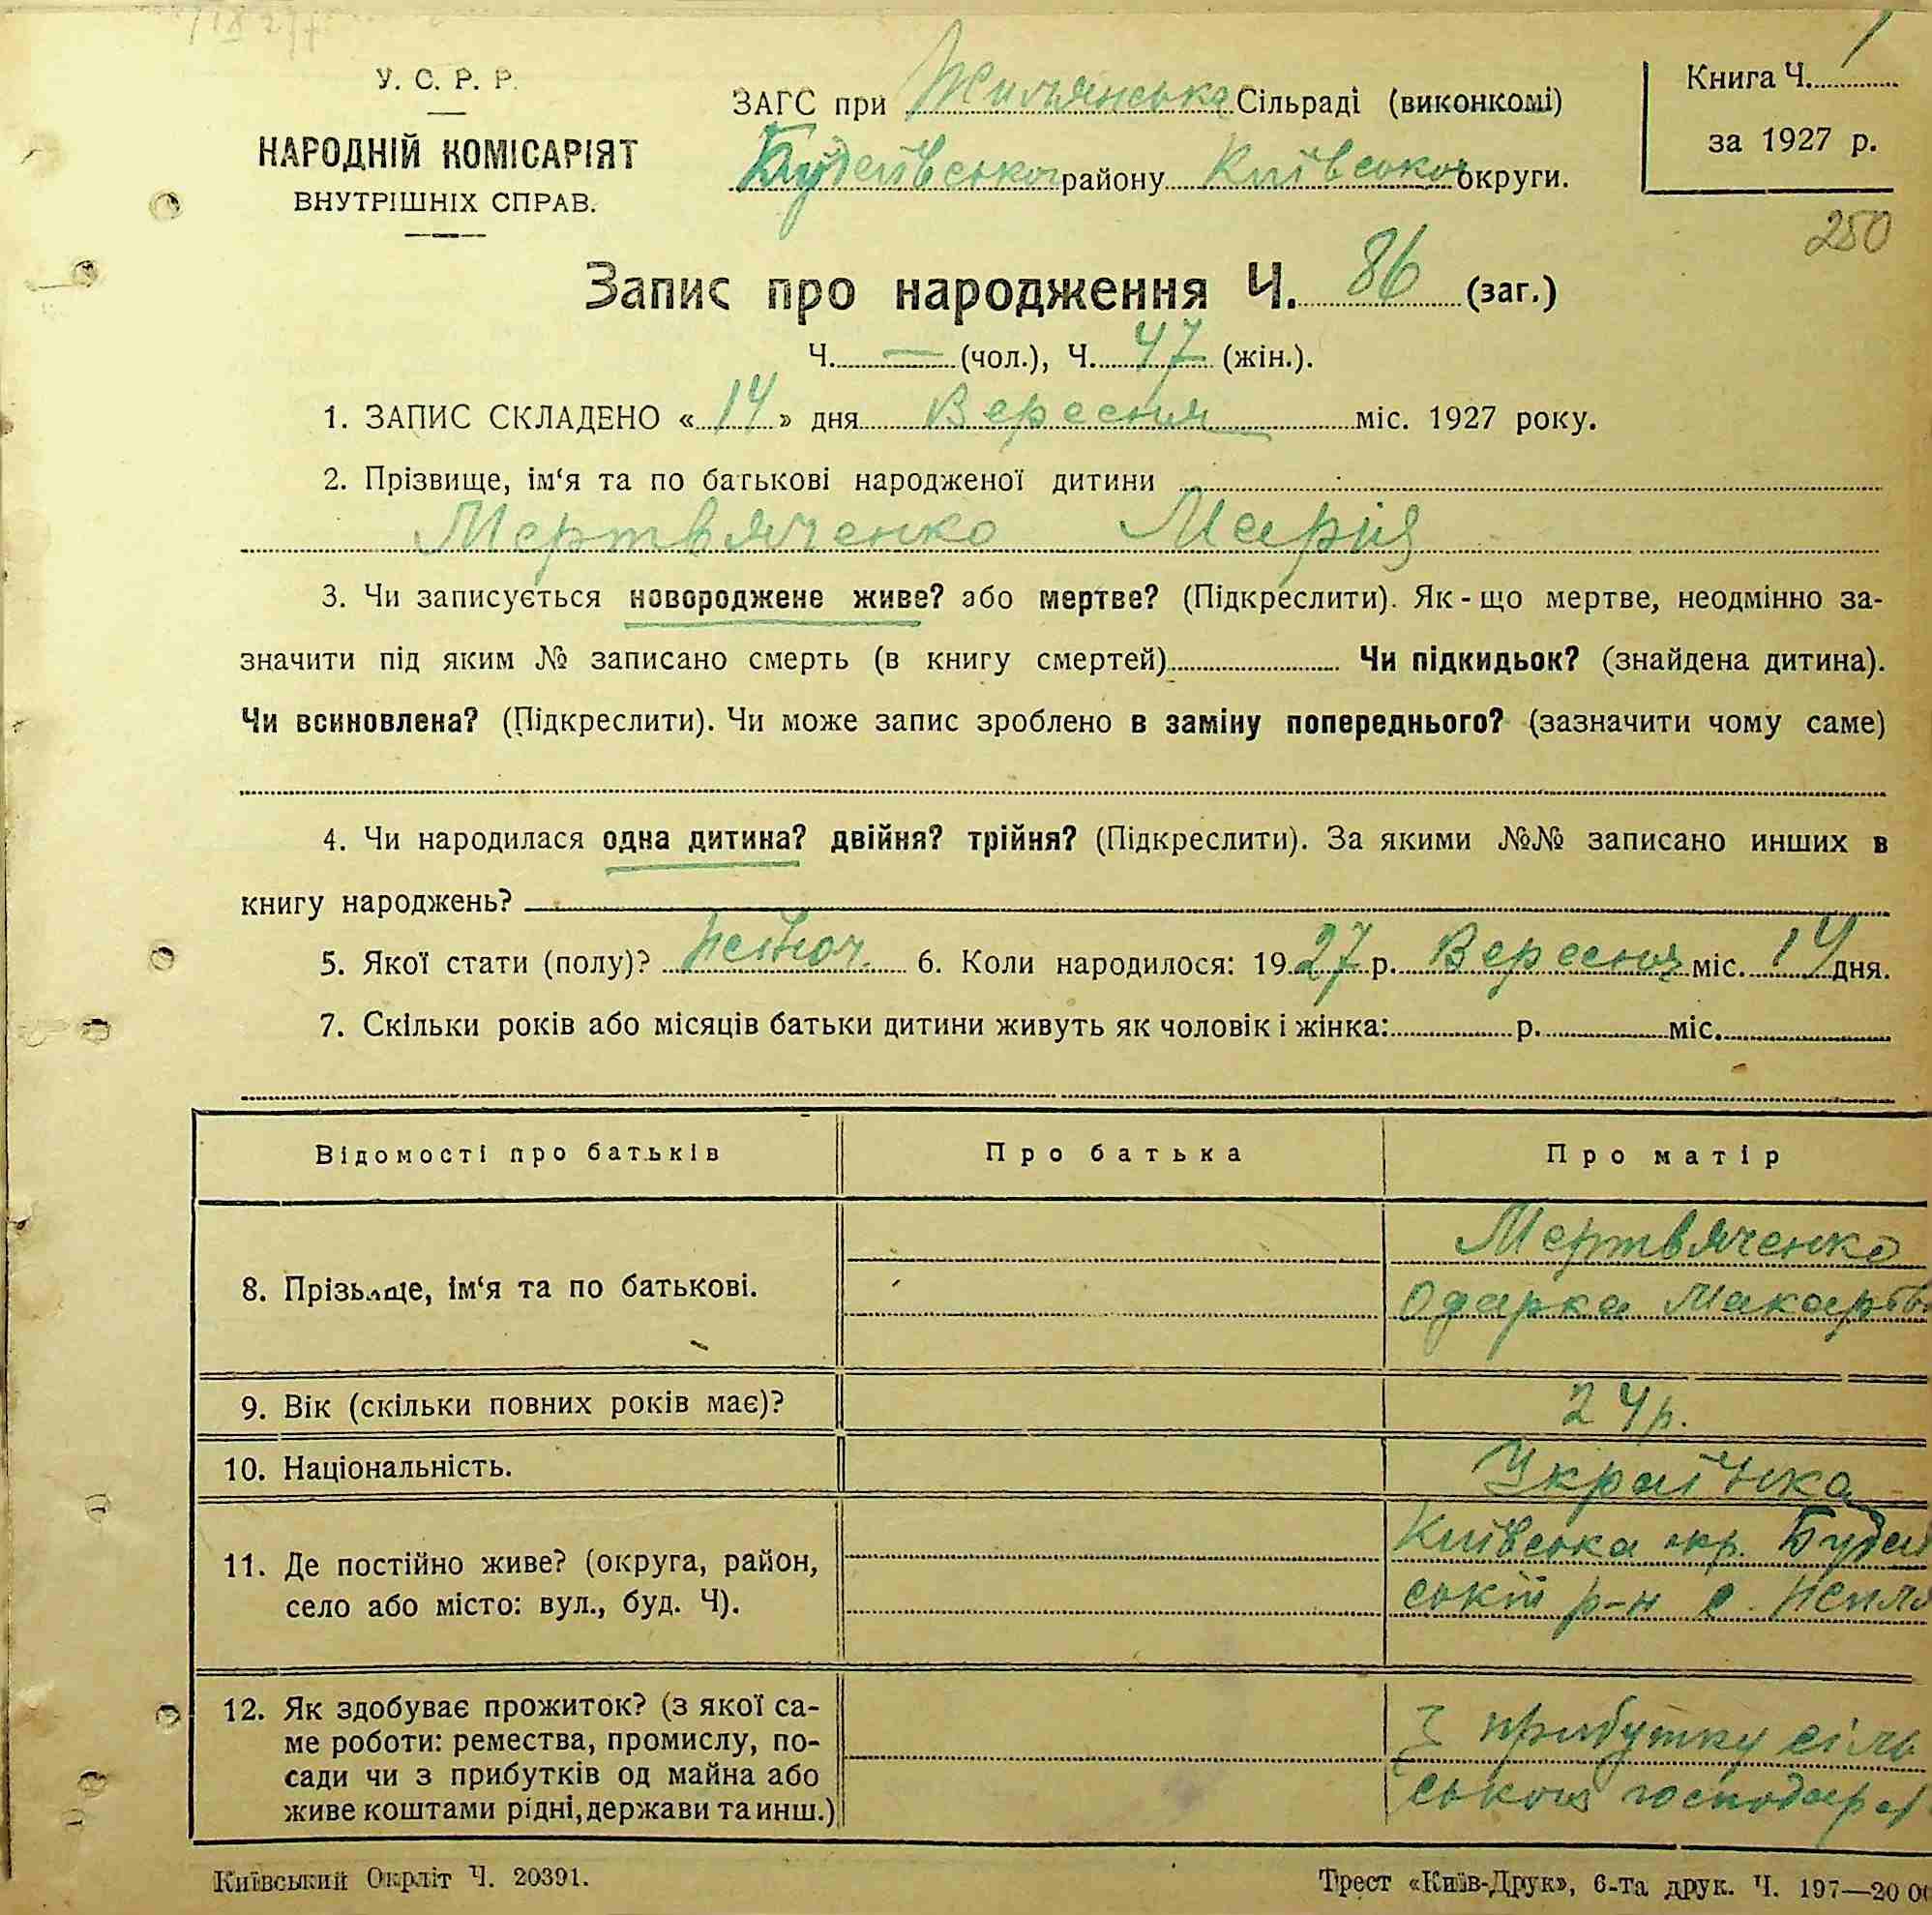 У. С. Р. Р.
НАРОДНІЙ КОМІСАРІЯТ
ВНУТРІШНІХ СПРАВ.
ЗАГС при Жилянська Сільраді (виконкомі)
Будаївського району Київсько округи.
Книга Ч. 1
за 1927 р.
250
Запис про народження Ч. 86 (заг.)
Ч. — (чол.), Ч. 47 (жін.).
1. ЗАПИС СКЛАДЕНО « 14 » дня Вересня міс. 1927 року.
2. Прізвище, ім‘я та по батькові народженої дитини
Мертвяченко Марія
3. Чи записується новороджене живе? або мертве? (Підкреслити). Як-що мертве, неодмінно за-
значити під яким № записано смерть (в книгу смертей) Чи підкидьок? (знайдена дитина).
Чи всиновлена? (Підкреслити). Чи може запис зроблено в заміну попереднього? (зазначити чому саме)
4. Чи народилася одна дитина? двійня? трійня? (Підкреслити). За якими №№ записано инших в
книгу народжень?
5. Якої стати (полу)? жіноч. 6. Коли народилося: 1927 р. Вересня міс. 14 дня.
7. Скільки років або місяців батьки дитини живуть як чоловік і жінка: р. міс.
Відомості про батьків Про батька Про матір
8. Прізвище, ім‘я та по батькові.
Мертвяченко
Одарка Макарів
9. Вік (скільки повних років має)? 24 р.
10. Національність. Українка
11. Де постійно живе? (округа, район,
село або місто: вул., буд. Ч).
Київська окр. Будаї
ський р-н с. Жиля
12. Як здобуває прожиток? (з якої са-
ме роботи: ремества, промислу, по-
сади чи з прибутків од майна або
живе коштами рідні, держави та инш.)
З прибутку сіль
ського господар
Київський Окрліт Ч. 20391.
Трест «Київ-Друк», 6-та друк. Ч. 197—20 00